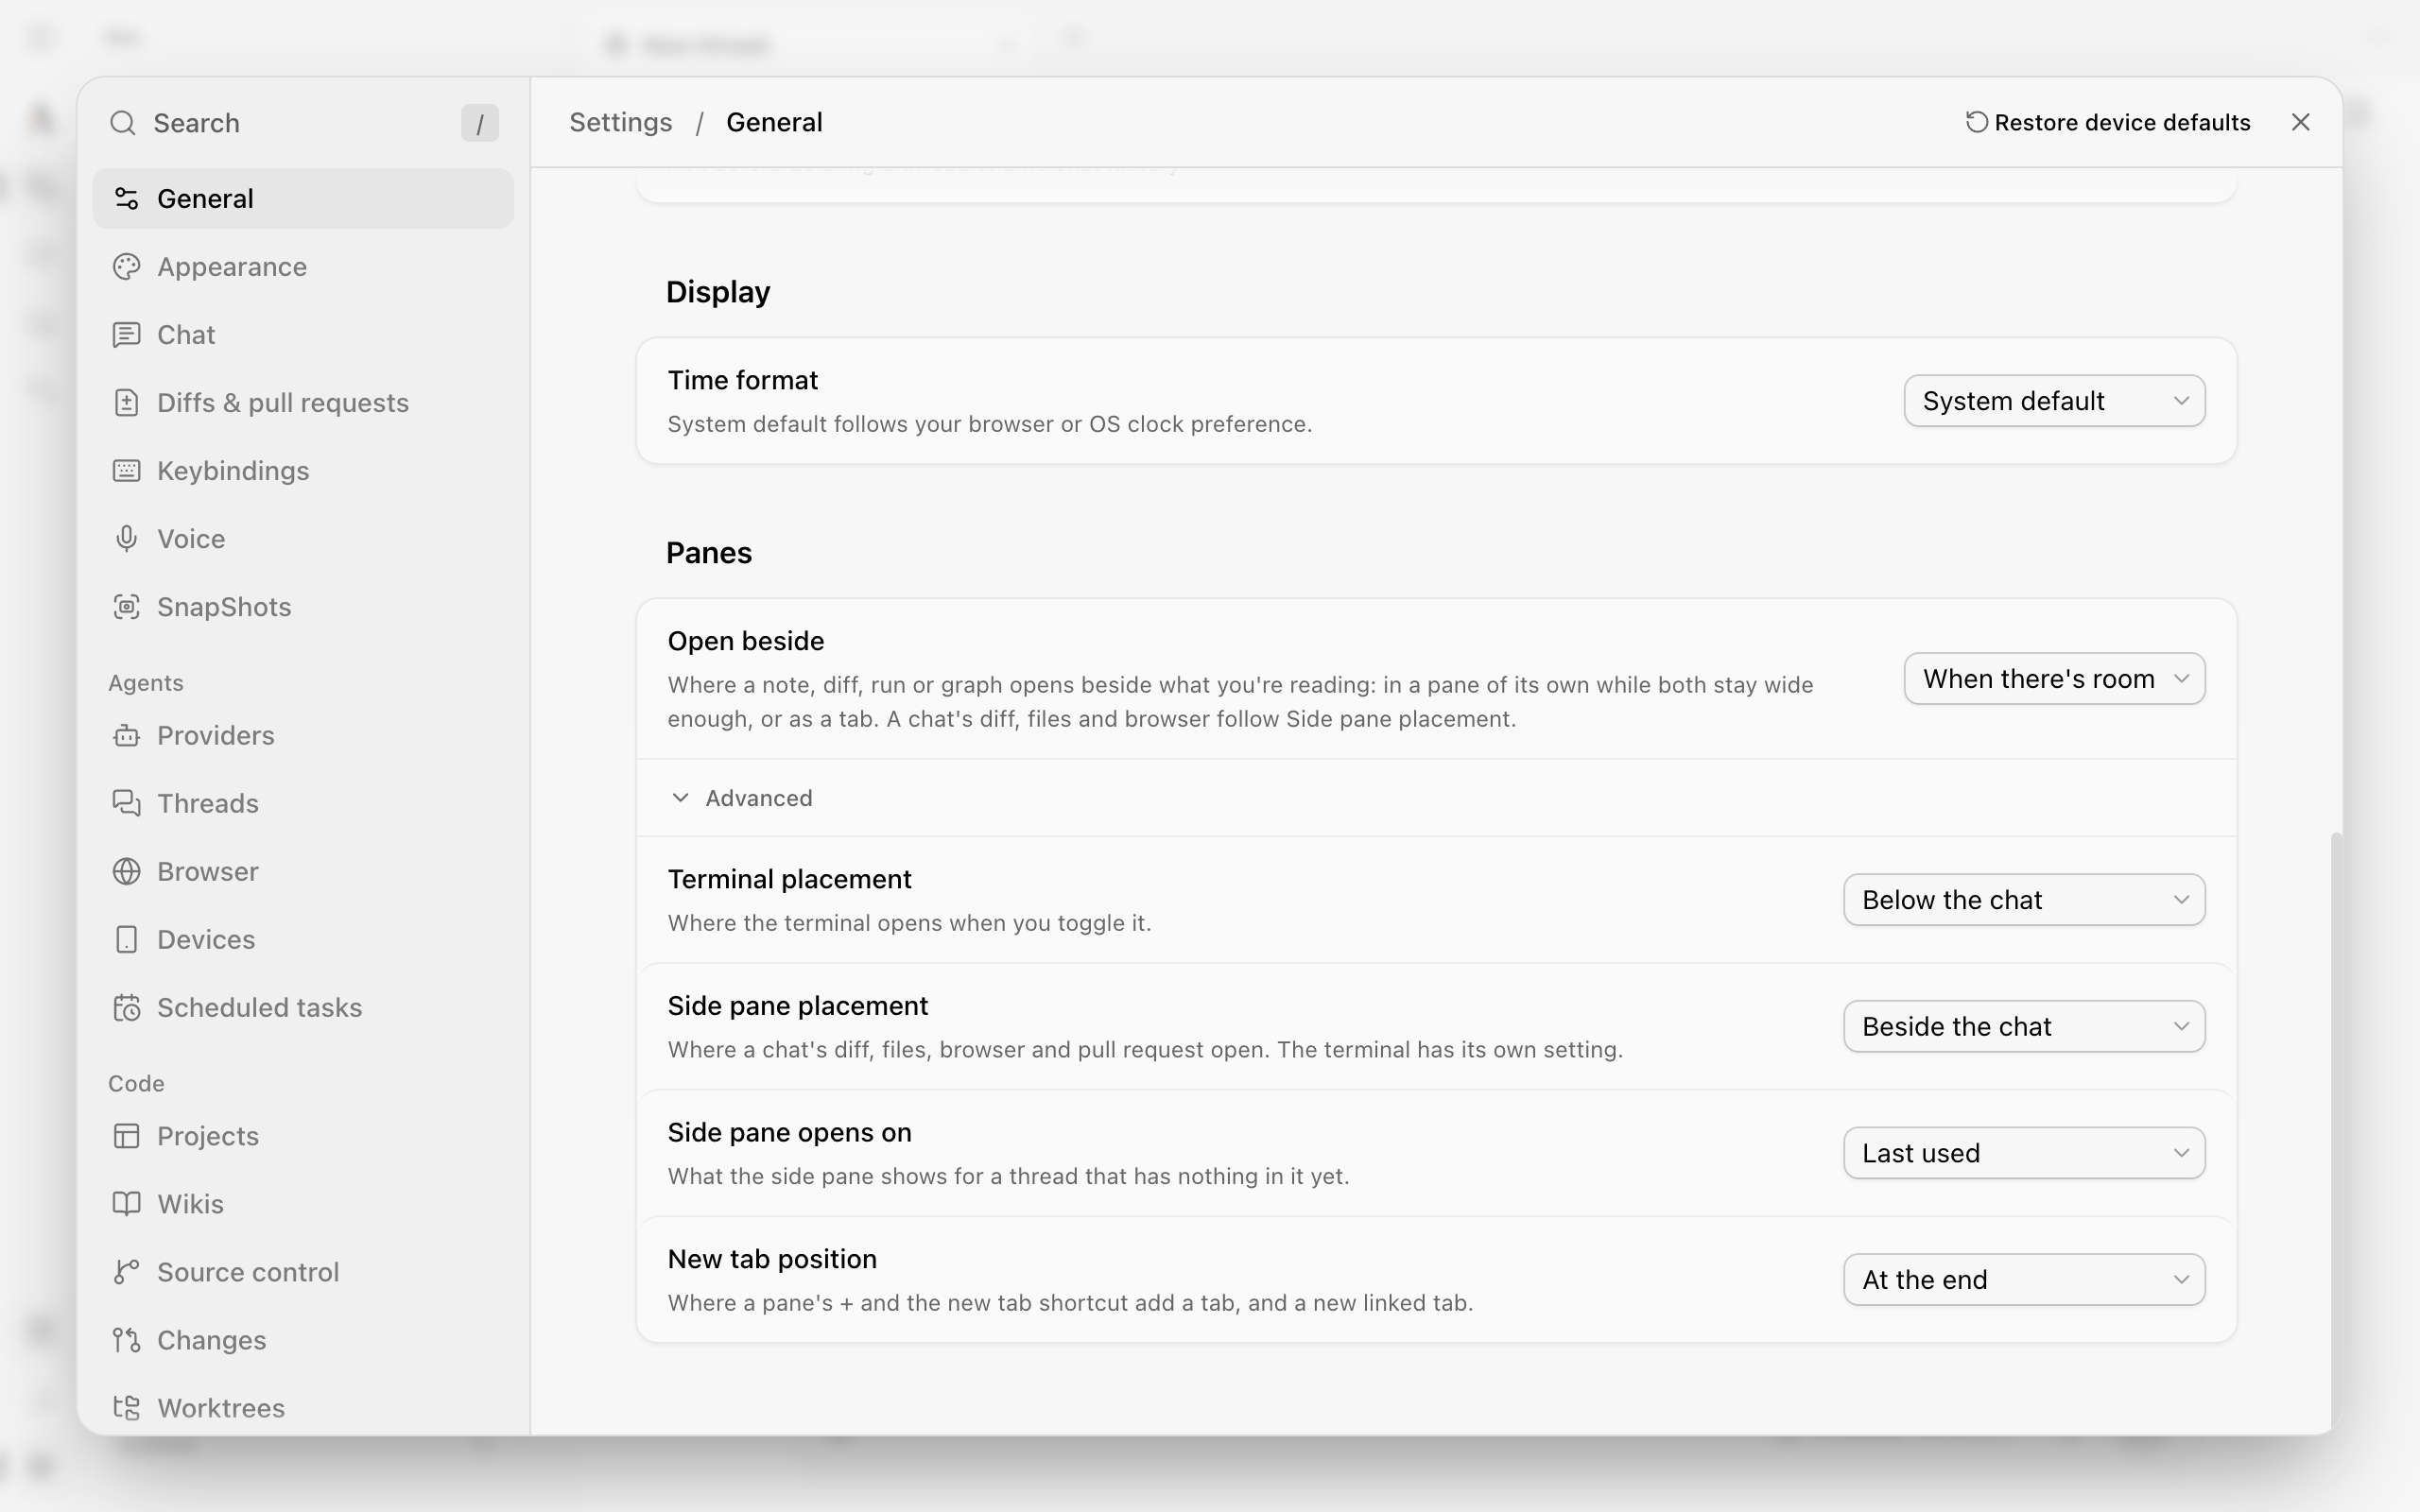 Search
/
General
Appearance
Chat
Diffs & pull requests
Keybindings
Voice
SnapShots
Agents
Providers
Threads
Browser
Devices
Scheduled tasks
Code
Projects
Wikis
Source control
Changes
Worktrees
Settings / General
Restore device defaults
Display
Time format
System default follows your browser or OS clock preference.
System default
Panes
Open beside
Where a note, diff, run or graph opens beside what you're reading: in a pane of its own while both stay wide
enough, or as a tab. A chat's diff, files and browser follow Side pane placement.
When there's room
Advanced
Terminal placement
Where the terminal opens when you toggle it.
Below the chat
Side pane placement
Where a chat's diff, files, browser and pull request open. The terminal has its own setting.
Beside the chat
Side pane opens on
What the side pane shows for a thread that has nothing in it yet.
Last used
New tab position
Where a pane's + and the new tab shortcut add a tab, and a new linked tab.
At the end